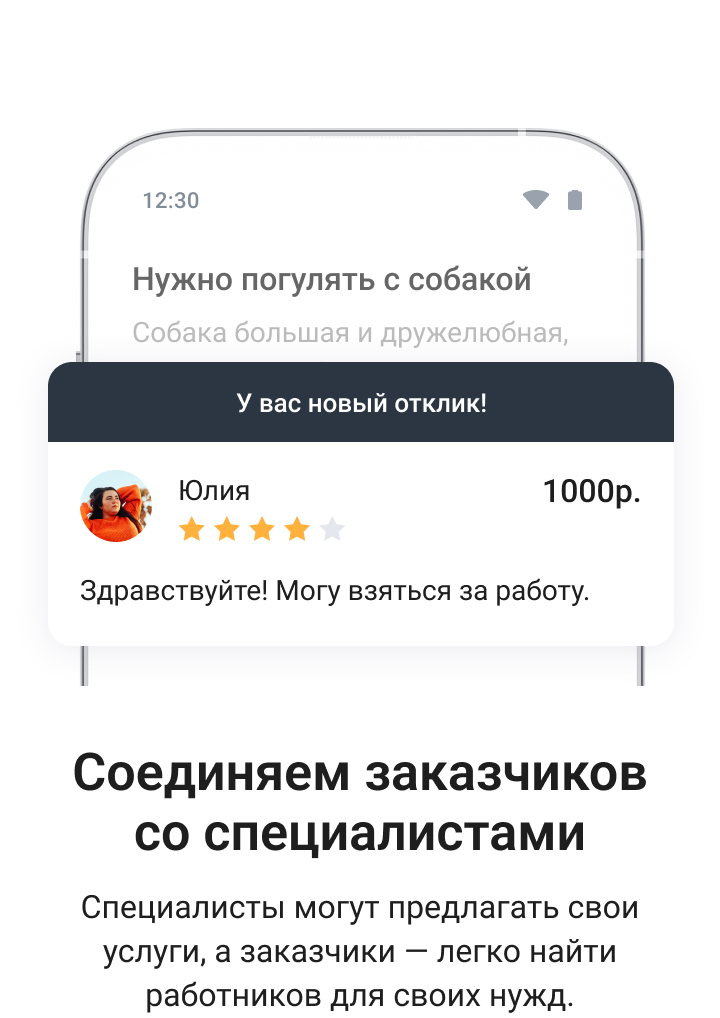 12:30
Нужно погулять с собакой
Собака большая и дружелюбная,
У вас новый отклик!
Юлия
1000р.
Здравствуйте! Могу взяться за работу.
Соединяем заказчиков
со специалистами
Специалисты могут предлагать свои
услуги, а заказчики — легко найти
работников для своих нужд.